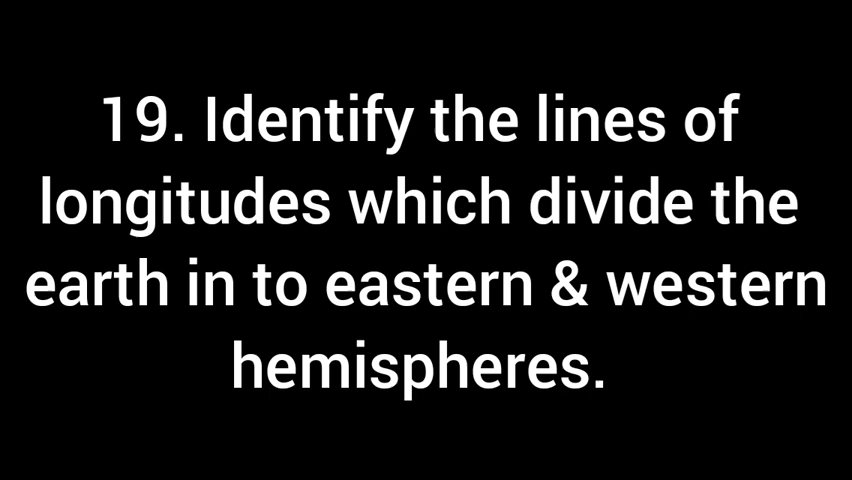 19. Identify the lines of
longitudes which divide the
earth in to eastern & western
hemispheres.